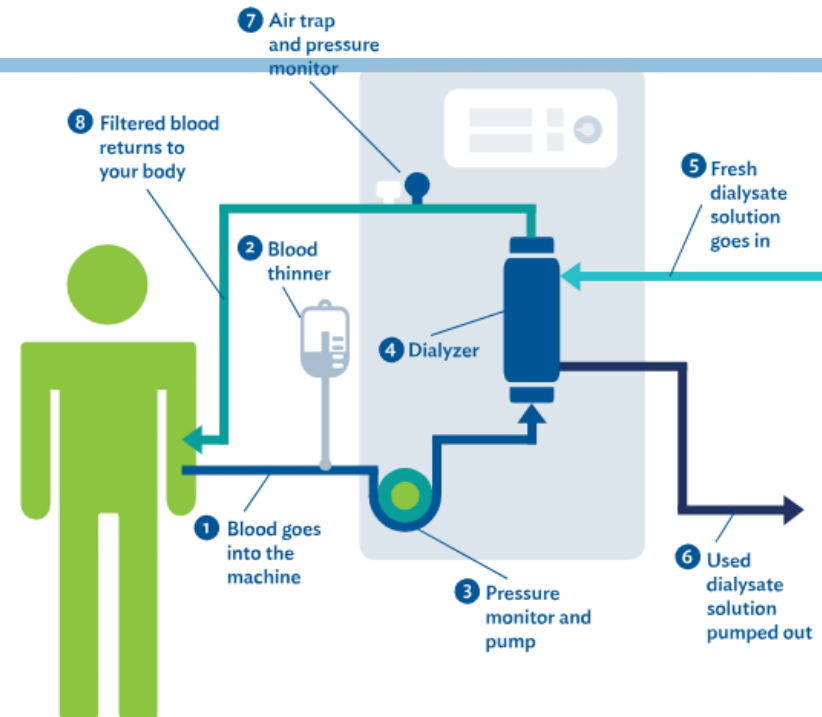 7 Air trap
and pressure
monitor
8 Filtered blood
returns to
your body
5 Fresh
dialysate
solution
goes in
2 Blood
thinner
4 Dialyzer
1 Blood goes
into the
machine
3 Pressure
monitor and
pump
6 Used
dialysate
solution
pumped out